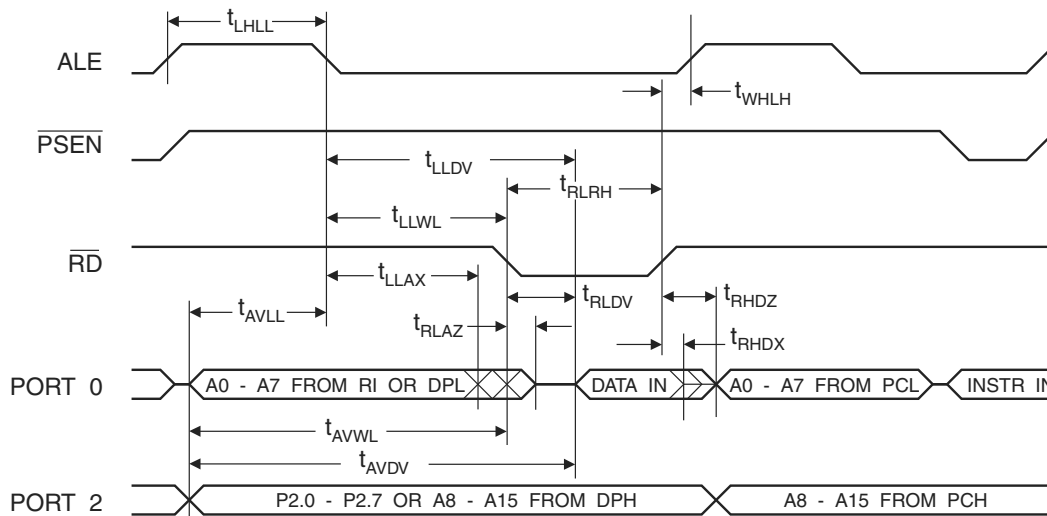 tLHLL
ALE
tWHLH
PSEN
tLLDV
tRLRH
tLLWL
RD
tLLAX
tRLDV
tRHDZ
tAVLL
tRLAZ
tRHDX
PORT 0
A0 - A7 FROM RI OR DPL
DATA IN
A0 - A7 FROM PCL
INSTR IN
tAVWL
tAVDV
PORT 2
P2.0 - P2.7 OR A8 - A15 FROM DPH
A8 - A15 FROM PCH